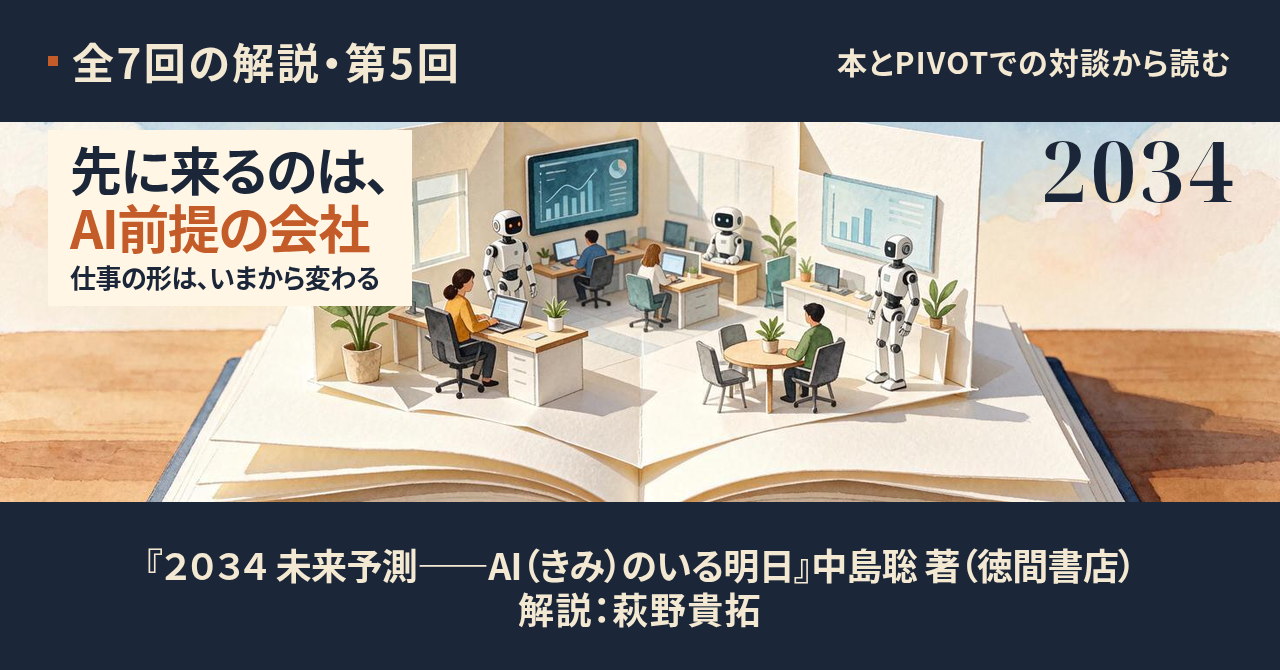 全7回の解説・第5回
本とPIVOTでの対談から読む
先に来るのは、
AI前提の会社
仕事の形は、いまから変わる
2034
『２０３４ 未来予測――AI（きみ）のいる明日』中島聡 著（徳間書店）
解説：萩野貴拓